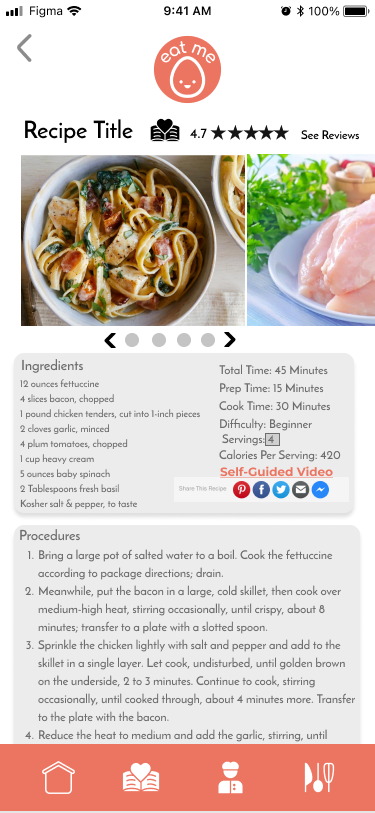 Figma 9:41 AM 100%
eat me
Recipe Title 4.7 See Reviews
Ingredients
12 ounces fettuccine
4 slices bacon, chopped
1 pound chicken tenders, cut into 1-inch pieces
2 cloves garlic, minced
4 plum tomatoes, chopped
1 cup heavy cream
5 ounces baby spinach
2 Tablespoons fresh basil
Kosher salt & pepper, to taste
Total Time: 45 Minutes
Prep Time: 15 Minutes
Cook Time: 30 Minutes
Difficulty: Beginner
Servings: 4
Calories Per Serving: 420
Self-Guided Video
Share This Recipe
Procedures
1. Bring a large pot of salted water to a boil. Cook the fettuccine
according to package directions; drain.
2. Meanwhile, put the bacon in a large, cold skillet, then cook over
medium-high heat, stirring occasionally, until crispy, about 8
minutes; transfer to a plate with a slotted spoon.
3. Sprinkle the chicken lightly with salt and pepper and add to the
skillet in a single layer. Let cook, undisturbed, until golden brown
on the underside, 2 to 3 minutes. Continue to cook, stirring
occasionally, until cooked through, about 4 minutes more. Transfer
to the plate with the bacon.
4. Reduce the heat to medium and add the garlic, stirring, until